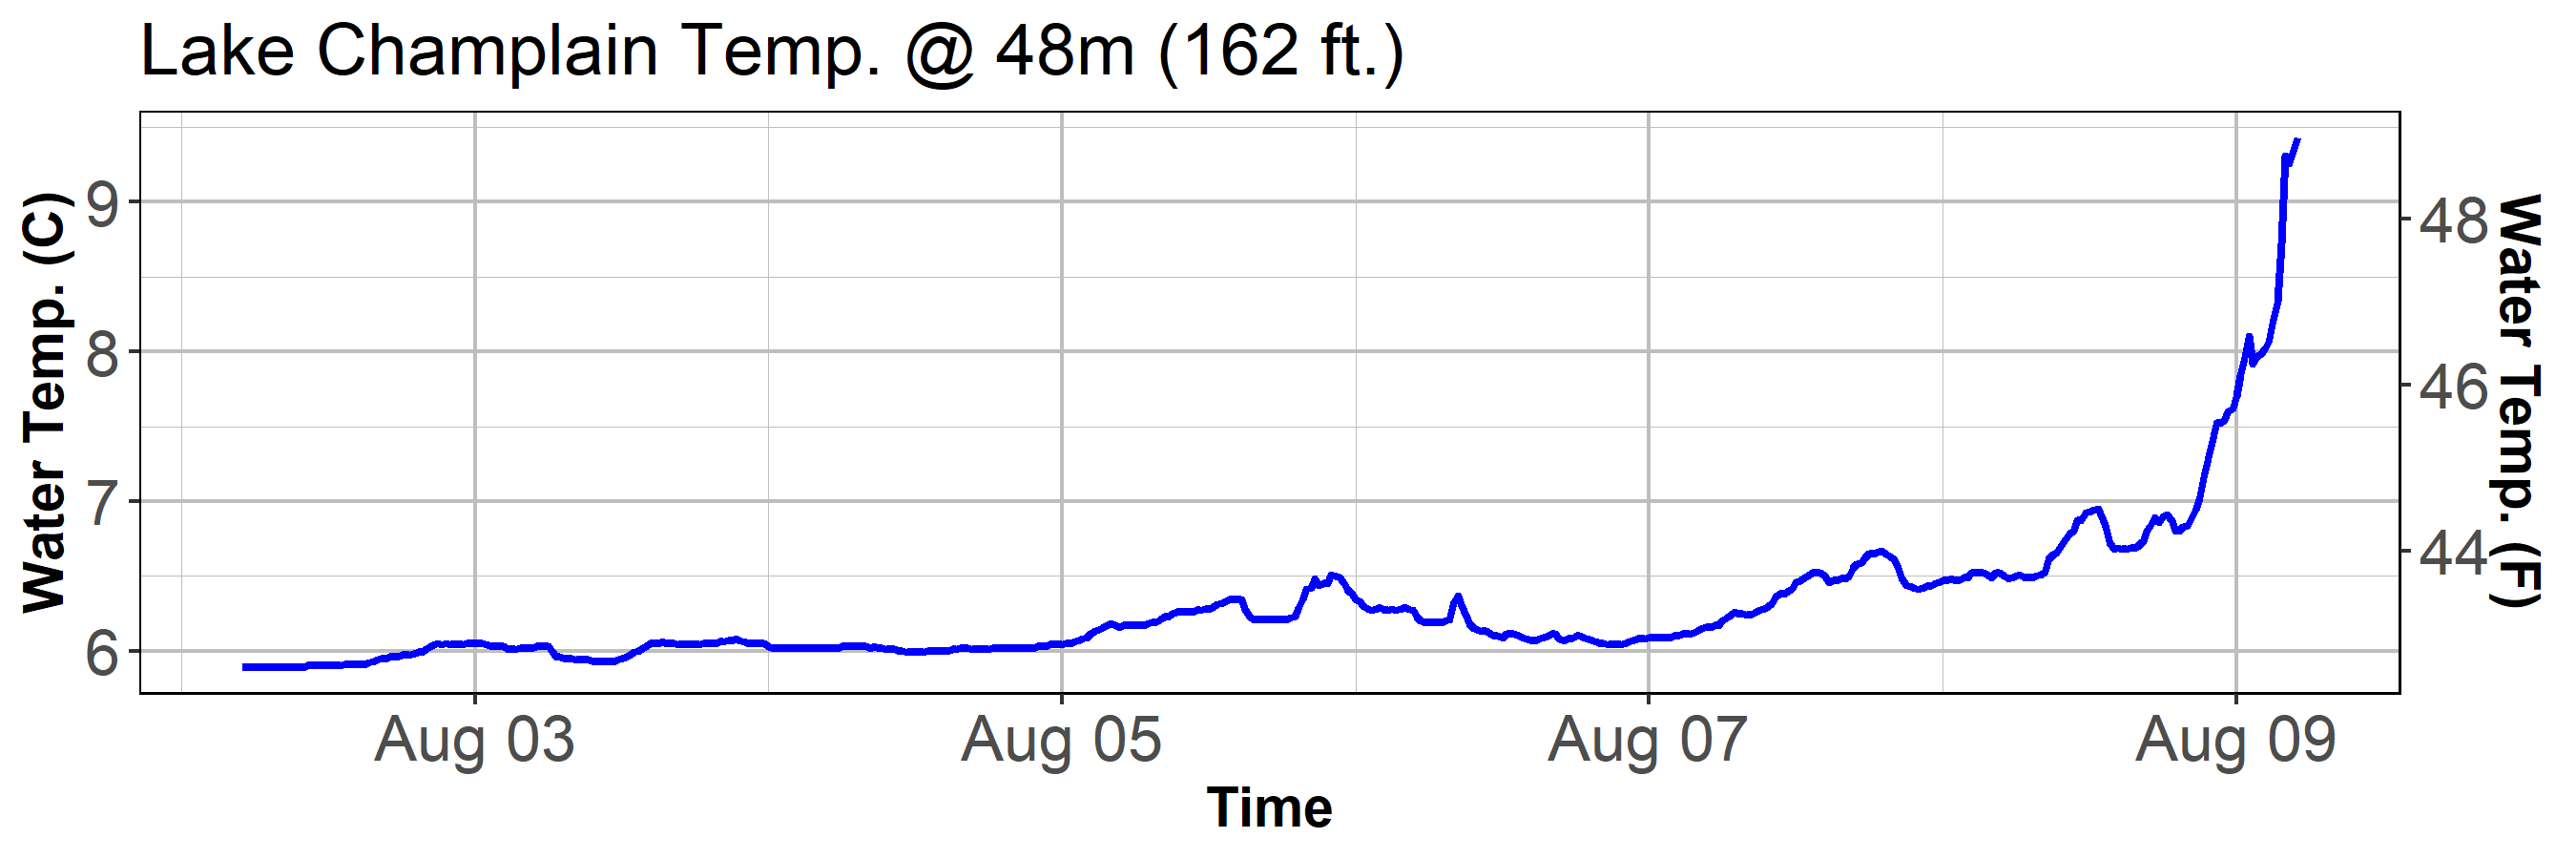 Lake Champlain Temp. @ 48m (162 ft.)
Water Temp. (C)
9
8
7
6
48
46
44
Water Temp. (F)
Aug 03 Aug 05 Aug 07 Aug 09
Time